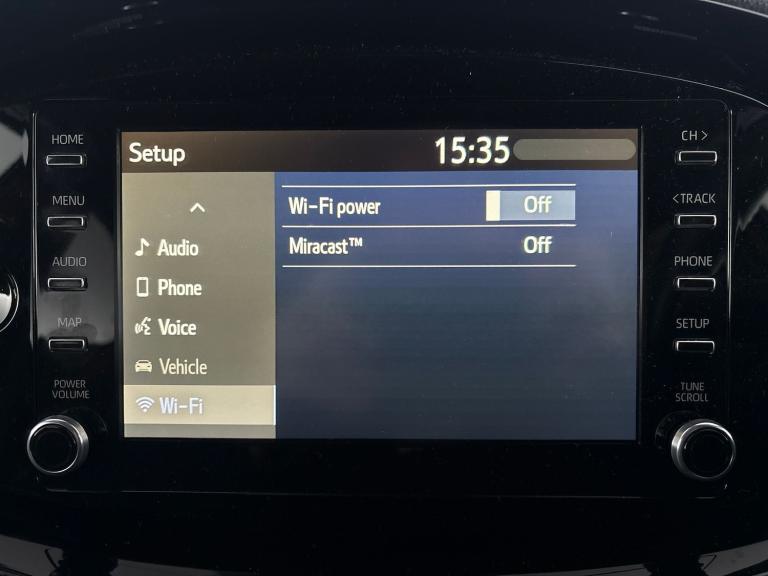 HOME
MENU
AUDIO
MAP
POWER
VOLUME
Setup
15:35
Audio
Phone
Voice
Vehicle
Wi-Fi
Wi-Fi power Off
Miracast™ Off
CH >
<TRACK
PHONE
SETUP
TUNE
SCROLL